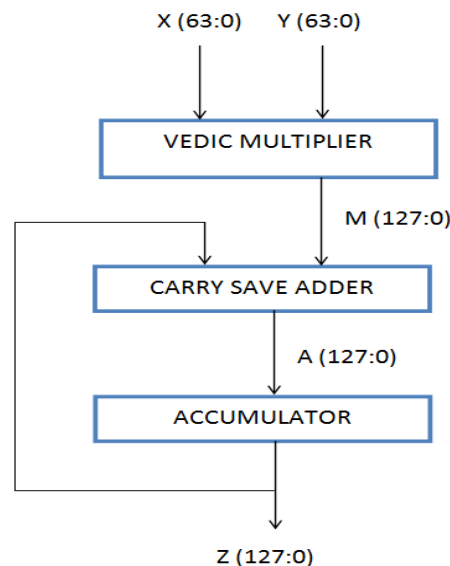 X (63:0) Y (63:0)
VEDIC MULTIPLIER
M (127:0)
CARRY SAVE ADDER
A (127:0)
ACCUMULATOR
Z (127:0)